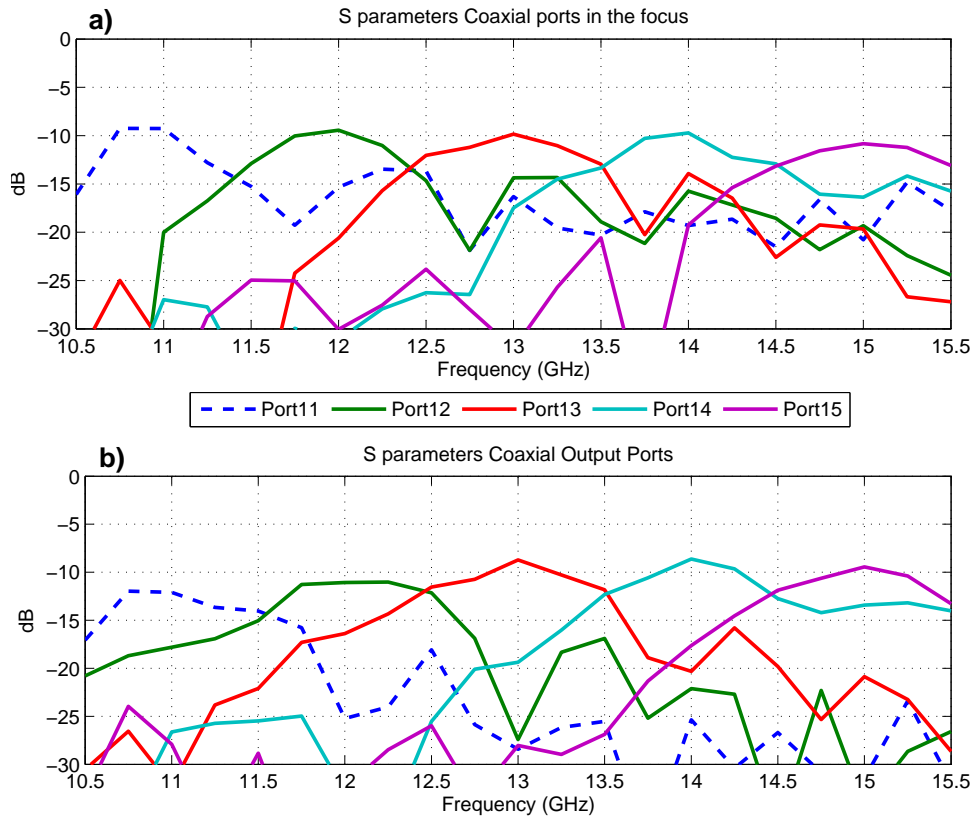 a)
S parameters Coaxial ports in the focus
0
−5
−10
−15
−20
−25
−30
dB
10.5 11 11.5 12 12.5 13 13.5 14 14.5 15 15.5
Frequency (GHz)
Port11 Port12 Port13 Port14 Port15
b)
S parameters Coaxial Output Ports
0
−5
−10
−15
−20
−25
−30
dB
10.5 11 11.5 12 12.5 13 13.5 14 14.5 15 15.5
Frequency (GHz)